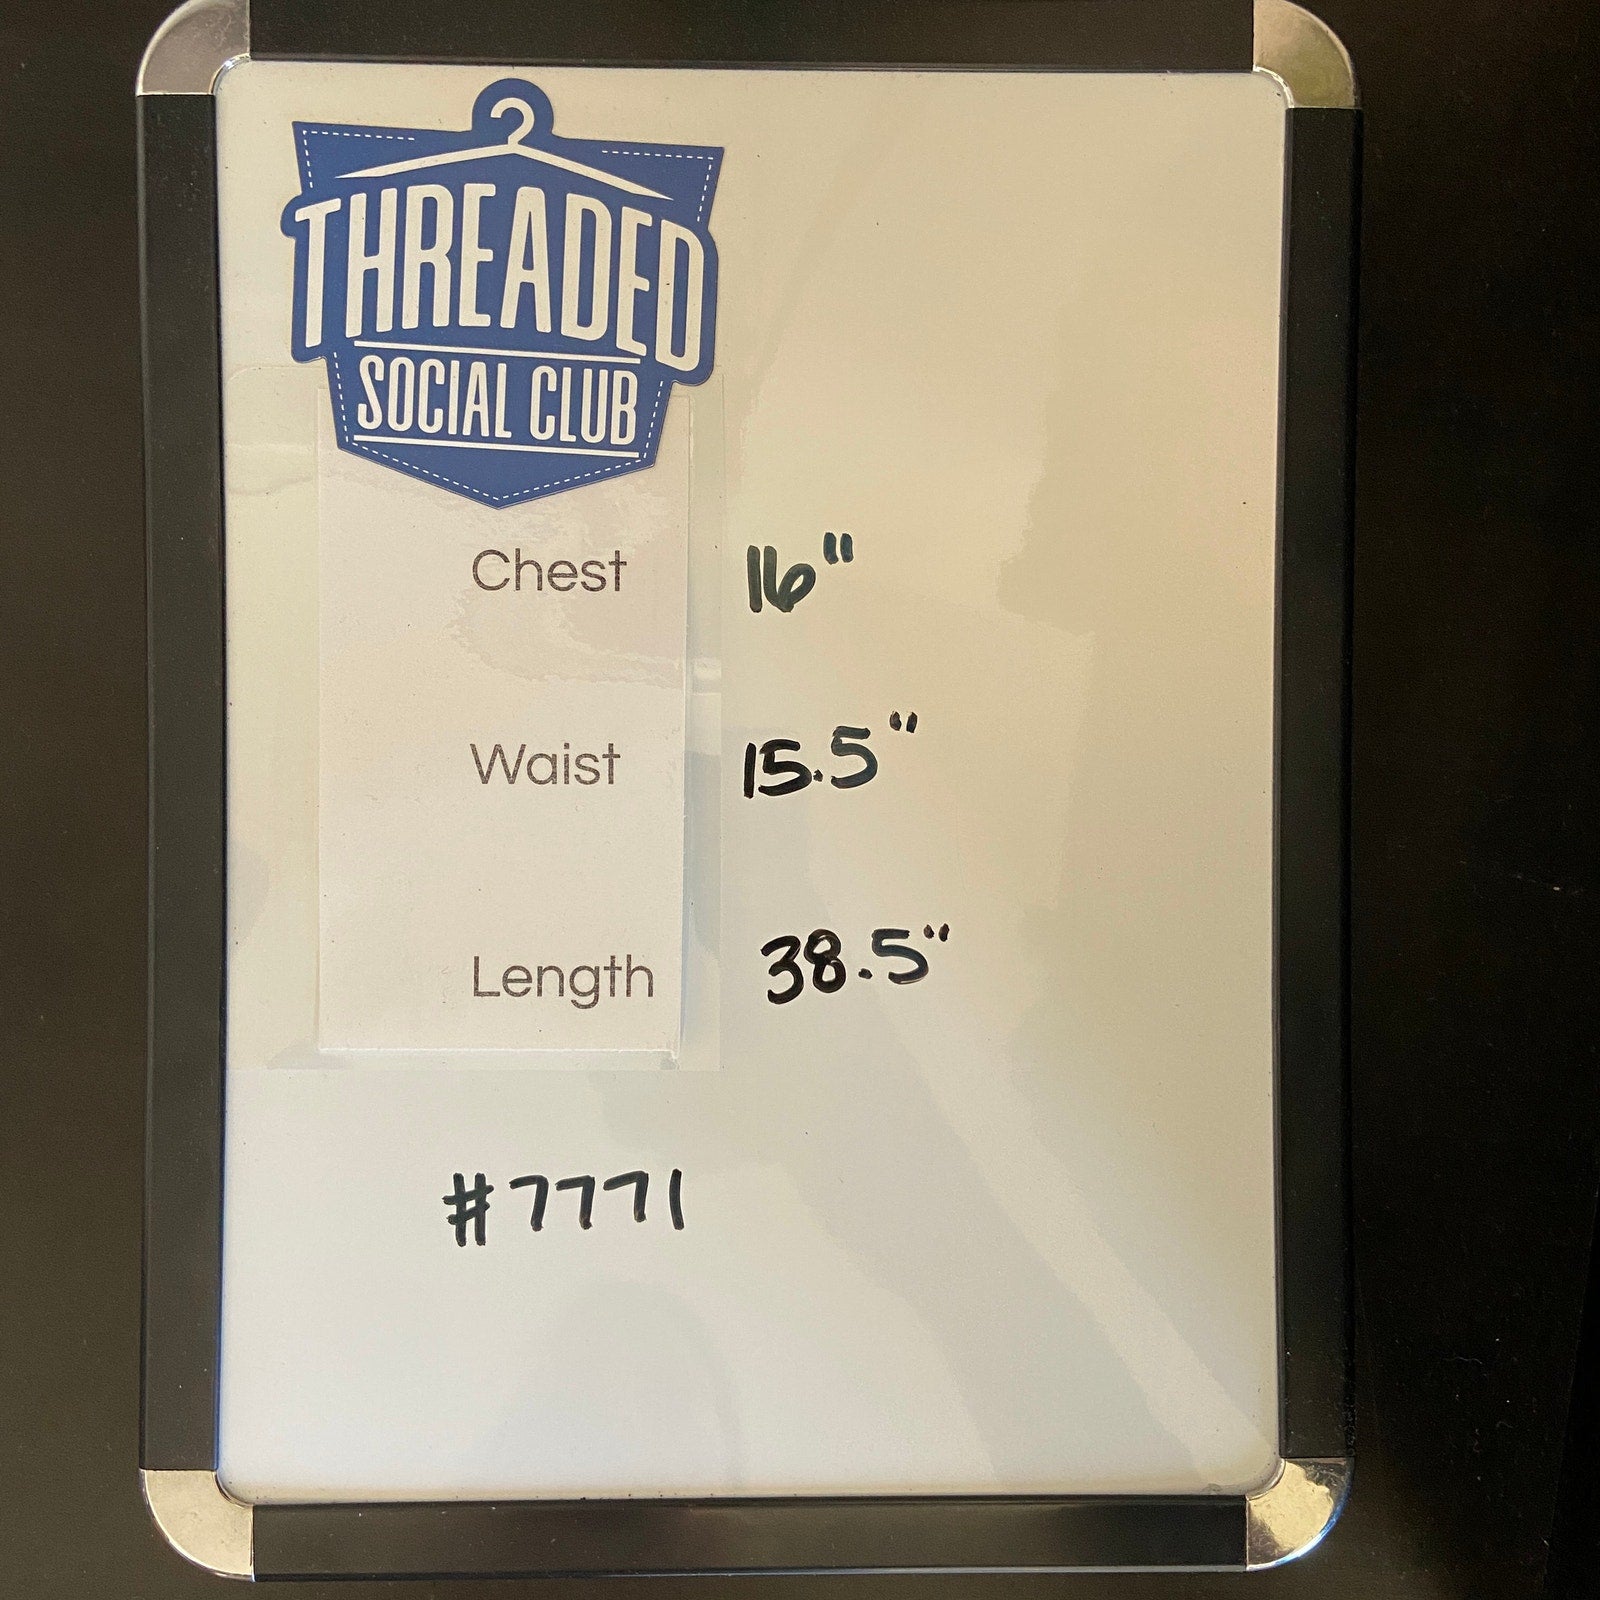 THREADED
SOCIAL CLUB
Chest 16"
Waist 15.5"
Length 38.5"
#7771